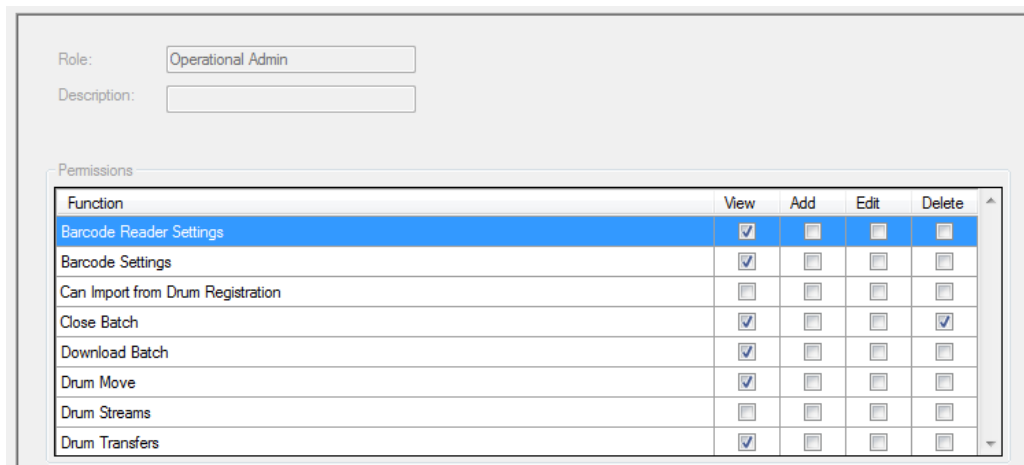 Role: Operational Admin
Description:
Permissions
Function View Add Edit Delete
Barcode Reader Settings
Barcode Settings
Can Import from Drum Registration
Close Batch
Download Batch
Drum Move
Drum Streams
Drum Transfers